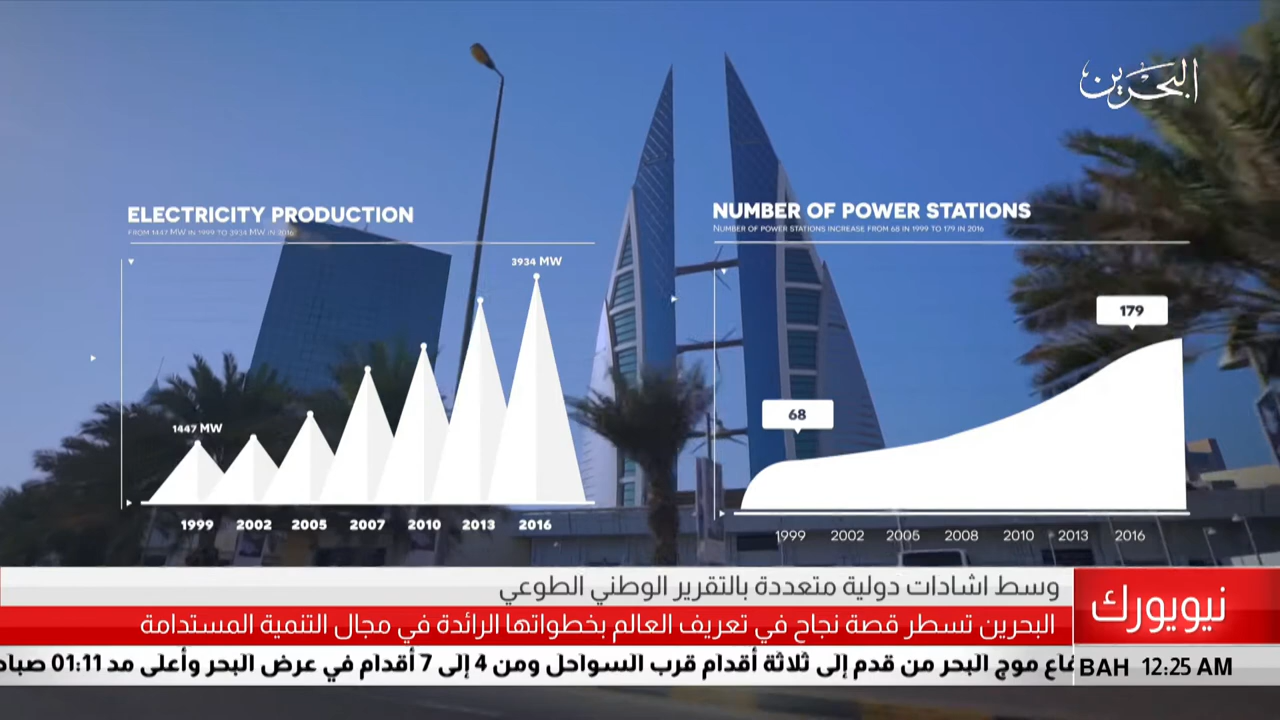 البحرين
ELECTRICITY PRODUCTION
FROM 1447 MW IN 1999 TO 3934 MW IN 2016
3934 MW
1447 MW
1999 2002 2005 2007 2010 2013 2016
NUMBER OF POWER STATIONS
NUMBER OF POWER STATIONS INCREASE FROM 68 IN 1999 TO 179 IN 2016
179
68
1999 2002 2005 2008 2010 2013 2016
وسط اشادات دولية متعددة بالتقرير الوطني الطوعي
نيويورك
البحرين تسطر قصة نجاح في تعريف العالم بخطواتها الرائدة في مجال التنمية المستدامة
موج البحر من قدم إلى ثلاثة أقدام قرب السواحل ومن 4 إلى 7 أقدام في عرض البحر وأعلى مد 01:11
BAH 12:25 AM